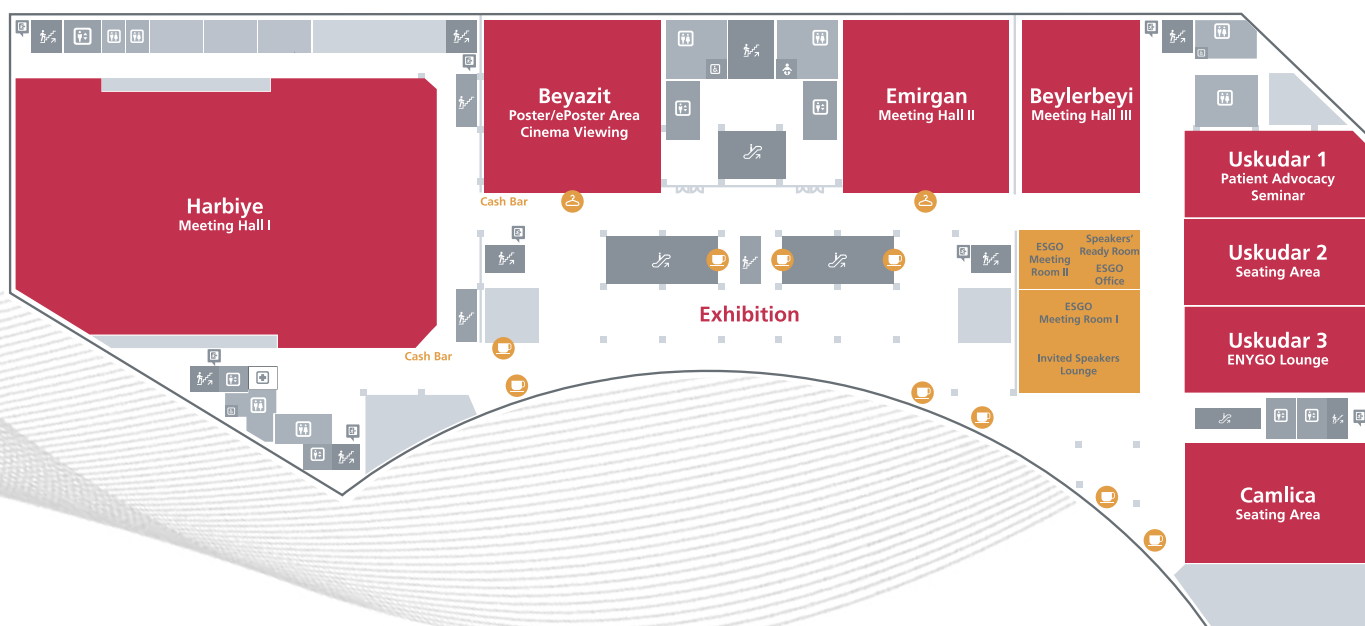 Beyazit
Poster/ePoster Area
Cinema Viewing
Emirgan
Meeting Hall II
Beylerbeyi
Meeting Hall III
Uskudar 1
Patient Advocacy
Seminar
Harbiye
Meeting Hall I
Cash Bar
ESGO
Meeting
Room II
Speakers'
Ready Room
ESGO
Office
Uskudar 2
Seating Area
Exhibition
ESGO
Meeting Room I
Uskudar 3
ENYGO Lounge
Cash Bar
Invited Speakers
Lounge
Camlica
Seating Area